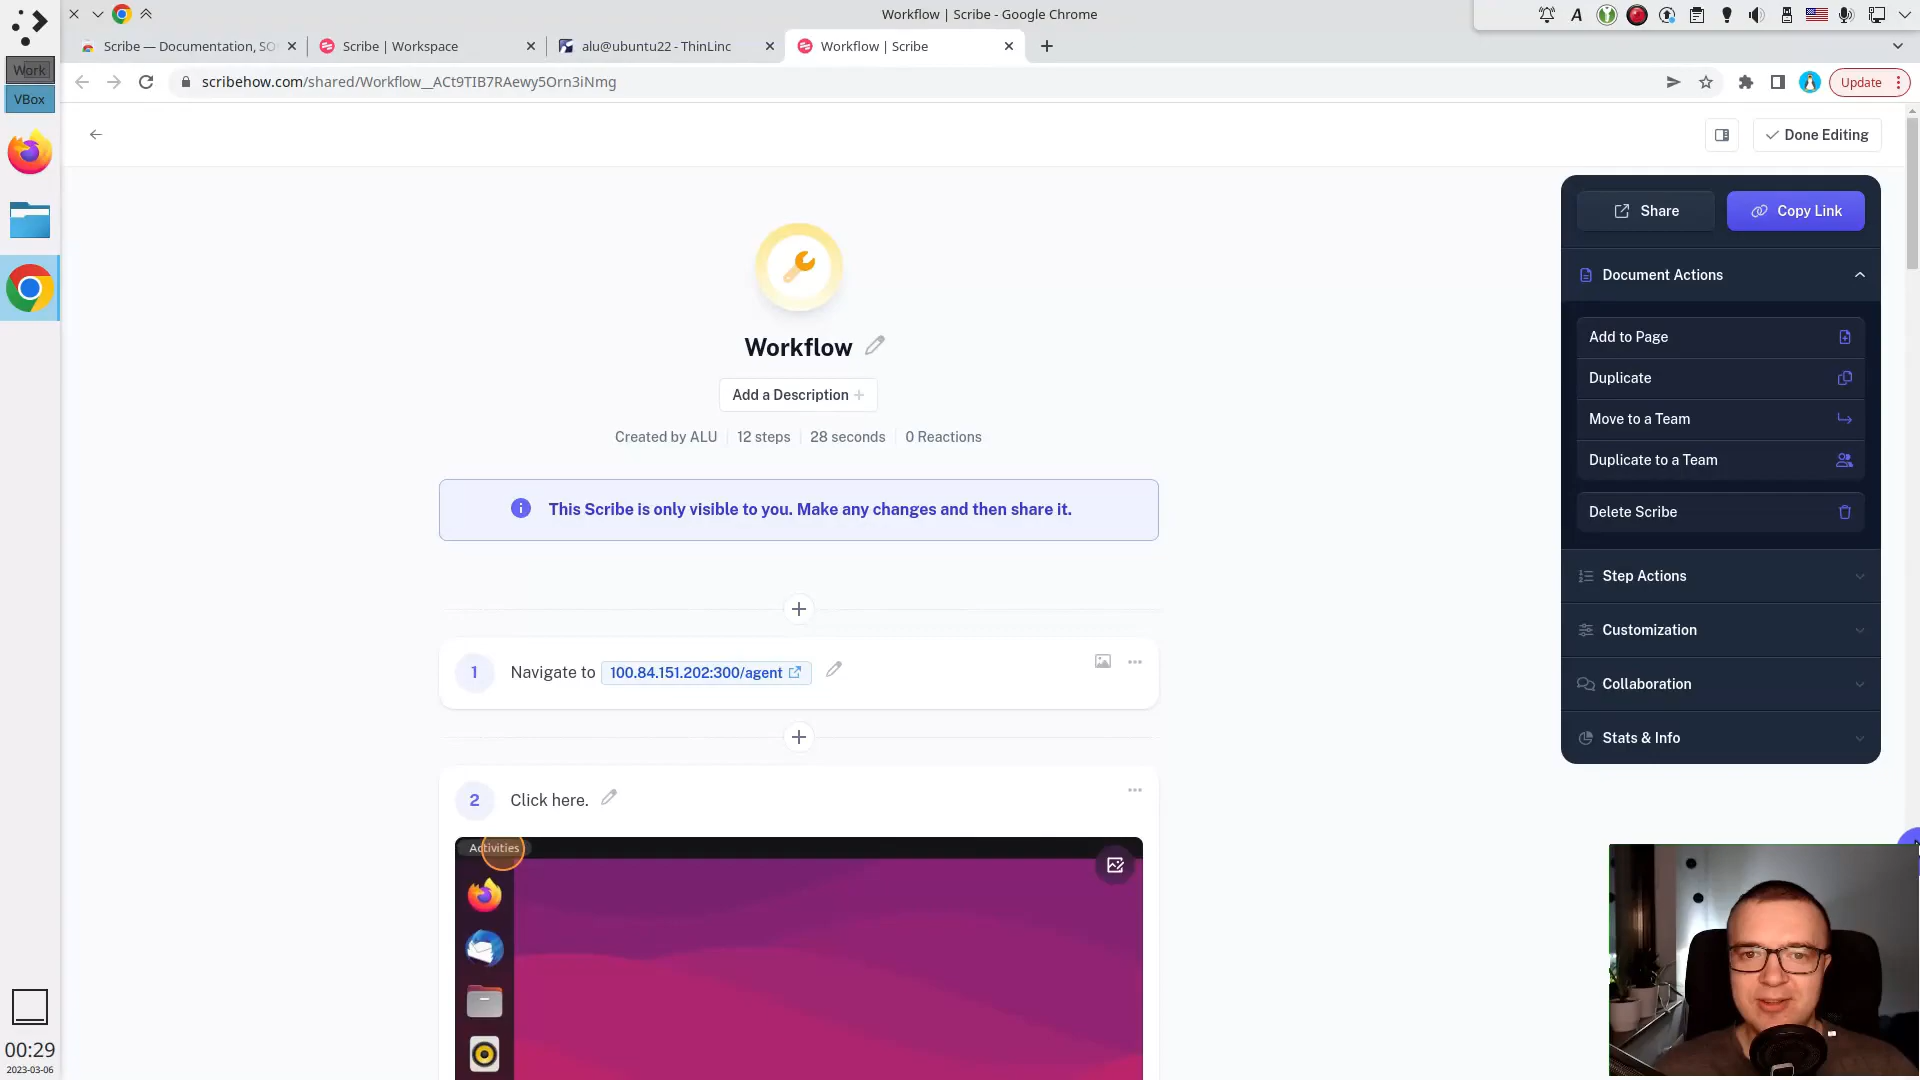 Workflow | Scribe - Google Chrome
Work
VBox
Scribe — Documentation, SO
Scribe | Workspace
alu@ubuntu22 - ThinLinc
Workflow | Scribe
scribehow.com/shared/Workflow__ACt9TIB7RAewy5Orn3iNmg
Update
Done Editing
Share
Copy Link
Document Actions
Add to Page
Duplicate
Move to a Team
Duplicate to a Team
Delete Scribe
Step Actions
Customization
Collaboration
Stats & Info
Workflow
Add a Description
Created by ALU | 12 steps | 28 seconds | 0 Reactions
This Scribe is only visible to you. Make any changes and then share it.
1 Navigate to 100.84.151.202:300/agent
2 Click here.
Activities
00:29
2023-03-06